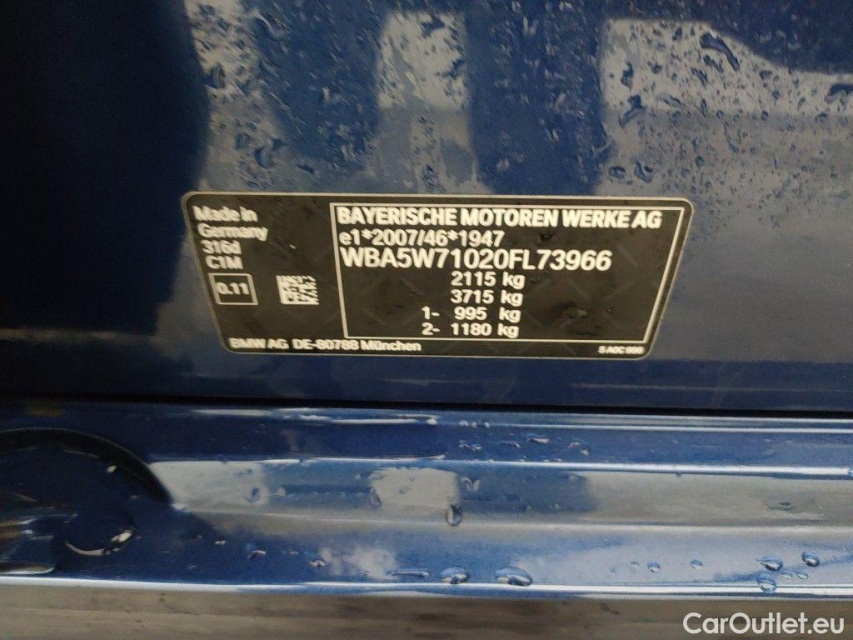 Made in
Germany
316d
C1M
0.11
BAYERISCHE MOTOREN WERKE AG
e1*2007/46*1947
WBA5W71020FL73966
2115 kg
3715 kg
1- 995 kg
2- 1180 kg
BMW AG DE-80788 München
CarOutlet.eu